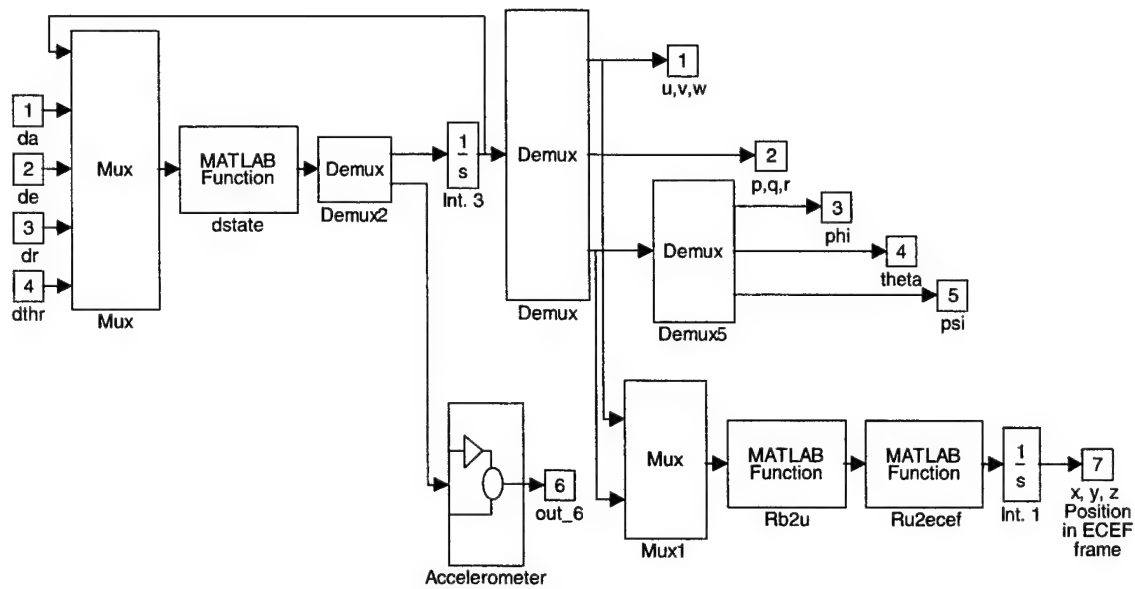 1
da
2
de
3
dr
4
dthr
Mux
Mux
MATLAB
Function
dstate
Demux
Demux2
1
s
Int. 3
Demux
Demux
1
u,v,w
2
p,q,r
Demux
Demux5
3
phi
4
theta
5
psi
Accelerometer
6
out_6
Mux
Mux1
MATLAB
Function
Rb2u
MATLAB
Function
Ru2ecef
1
s
Int. 1
7
x, y, z
Position
in ECEF
frame